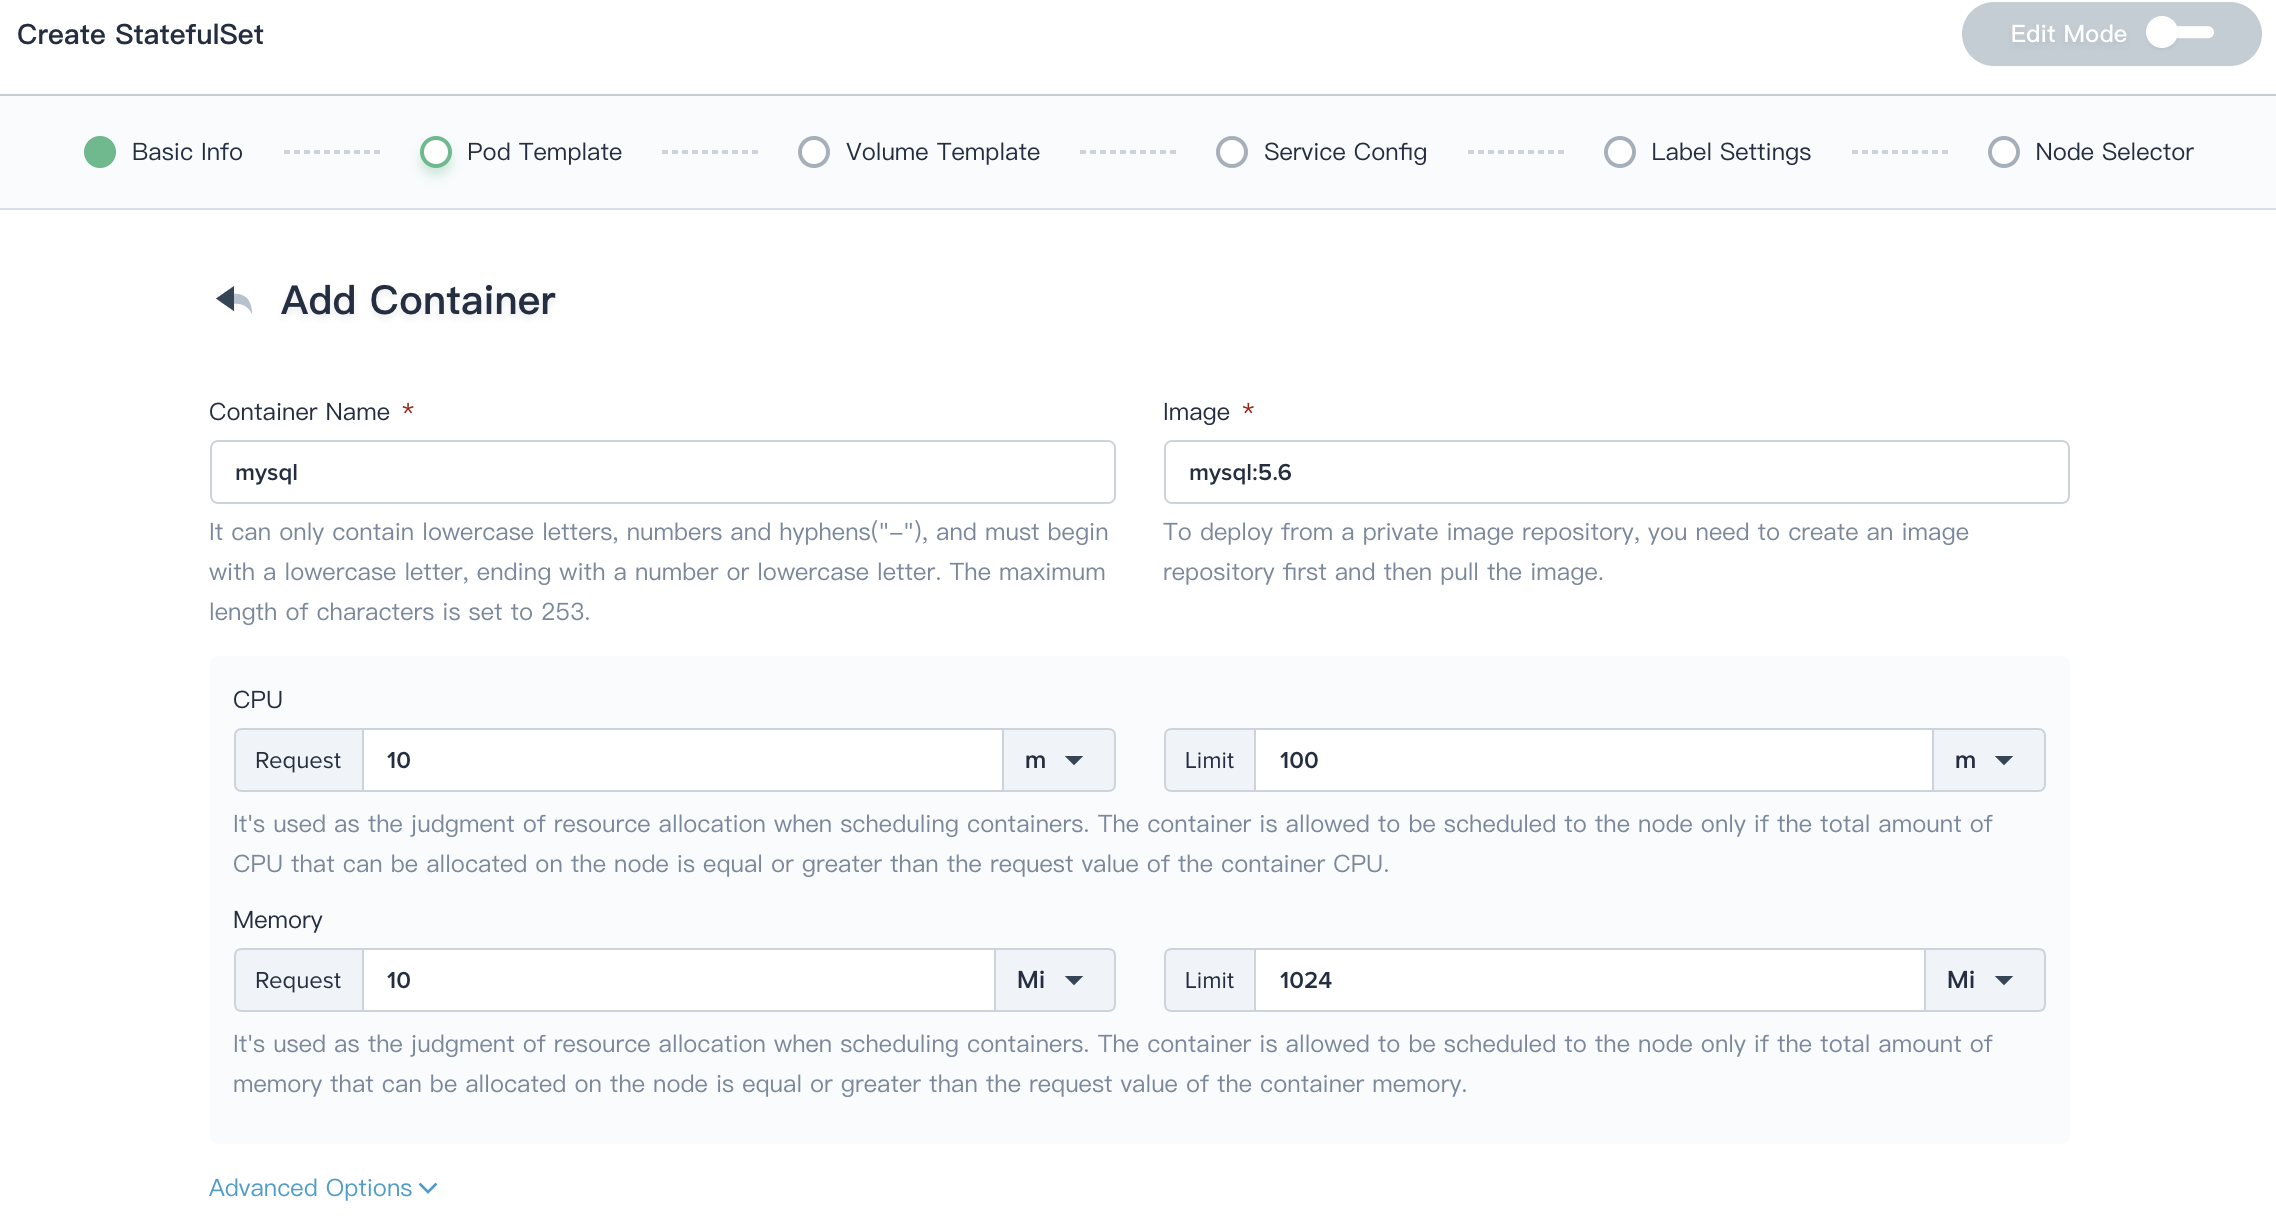 Create StatefulSet
Edit Mode
Basic Info
Pod Template
Volume Template
Service Config
Label Settings
Node Selector
Add Container
Container Name *
Image *
mysql
mysql:5.6
It can only contain lowercase letters, numbers and hyphens("-"), and must begin
with a lowercase letter, ending with a number or lowercase letter. The maximum
length of characters is set to 253.
To deploy from a private image repository, you need to create an image
repository first and then pull the image.
CPU
Request 10 m
Limit 100 m
It's used as the judgment of resource allocation when scheduling containers. The container is allowed to be scheduled to the node only if the total amount of
CPU that can be allocated on the node is equal or greater than the request value of the container CPU.
Memory
Request 10 Mi
Limit 1024 Mi
It's used as the judgment of resource allocation when scheduling containers. The container is allowed to be scheduled to the node only if the total amount of
memory that can be allocated on the node is equal or greater than the request value of the container memory.
Advanced Options